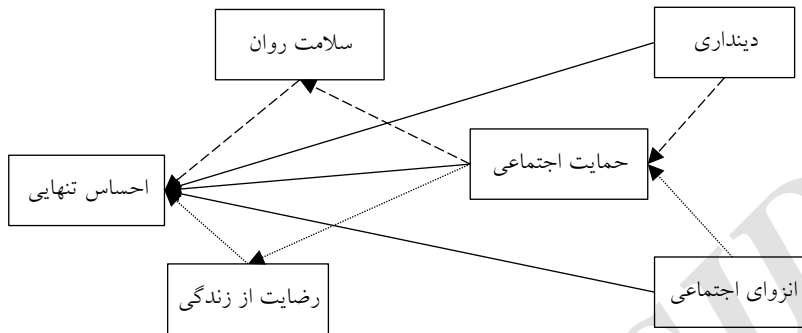 سلامت روان
دینداری
حمایت اجتماعی
احساس تنهایی
رضایت از زندگی
انزوای اجتماعی